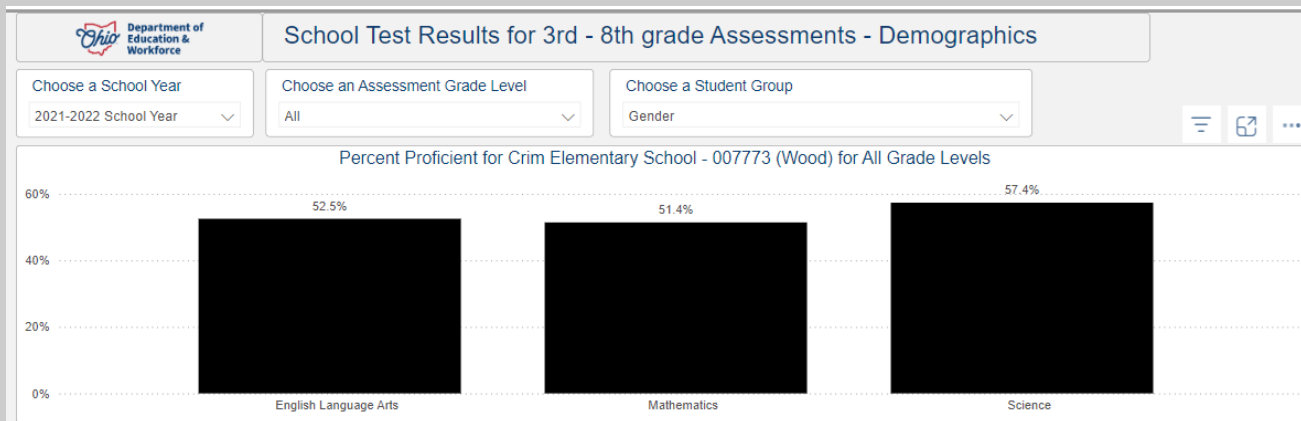 Ohio
Department of
Education &
Workforce
School Test Results for 3rd - 8th grade Assessments - Demographics
Choose a School Year
2021-2022 School Year
Choose an Assessment Grade Level
All
Choose a Student Group
Gender
Percent Proficient for Crim Elementary School - 007773 (Wood) for All Grade Levels
60%
40%
20%
0%
52.5%
51.4%
57.4%
English Language Arts
Mathematics
Science